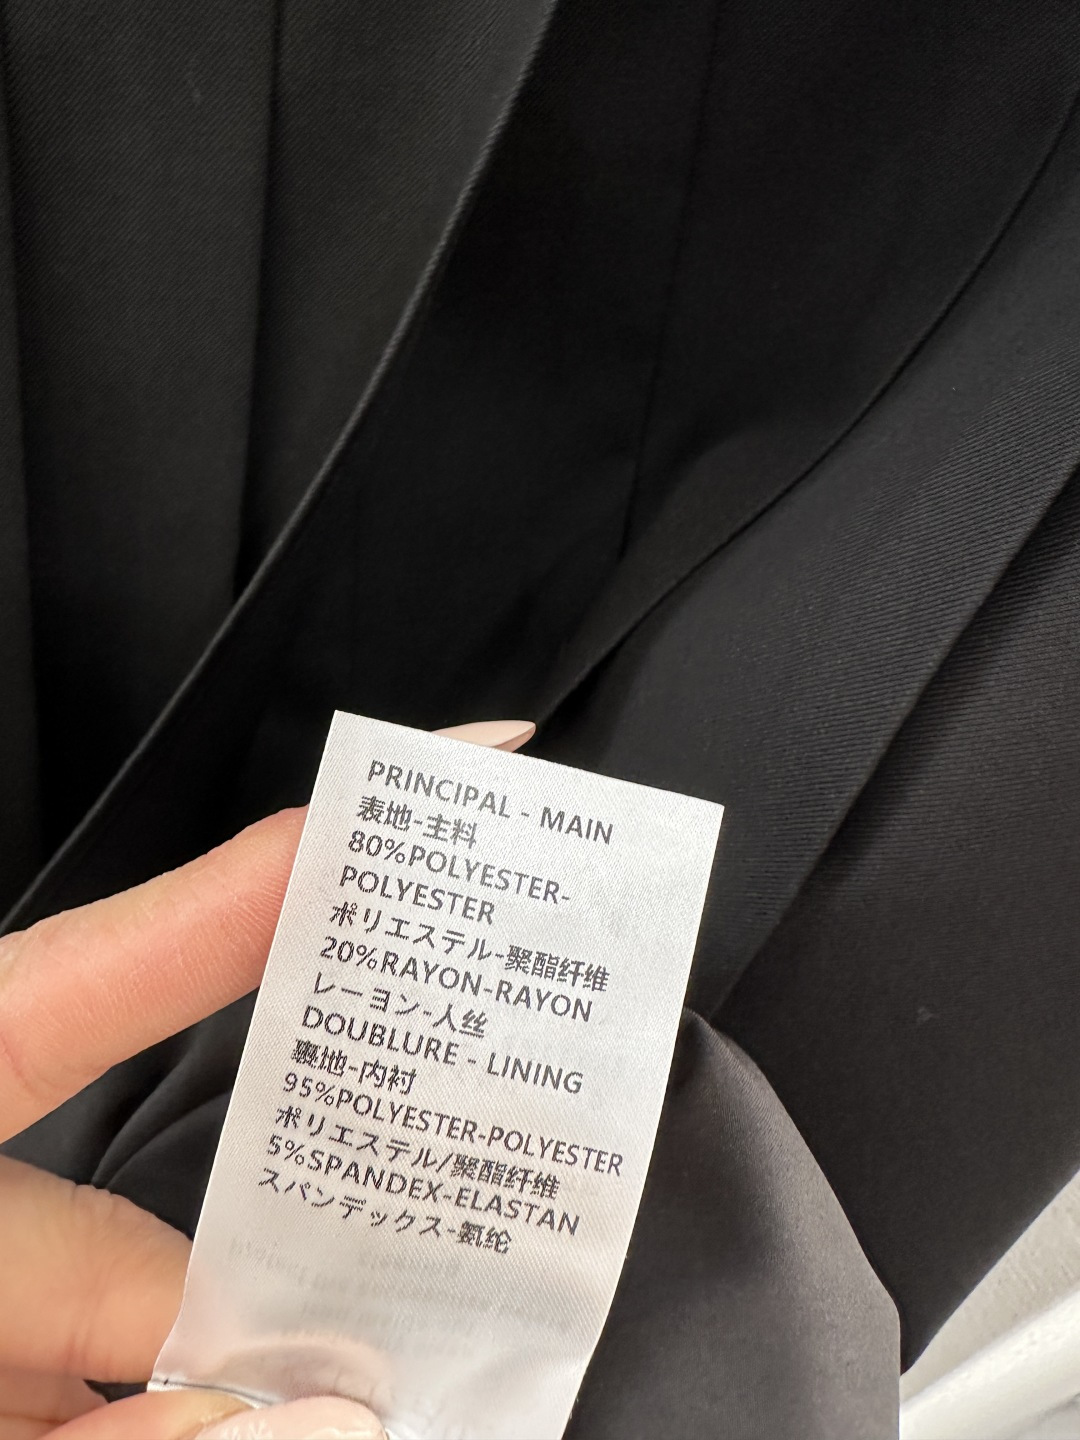 PRINCIPAL - MAIN
表地-主料
80%POLYESTER-
POLYESTER
ポリエステル-聚酯纤维
20%RAYON-RAYON
レーヨン-人丝
DOUBLURE - LINING
裏地-内衬
95%POLYESTER-POLYESTER
ポリエステル/聚酯纤维
5%SPANDEX-ELASTAN
スパンデックス-氨纶